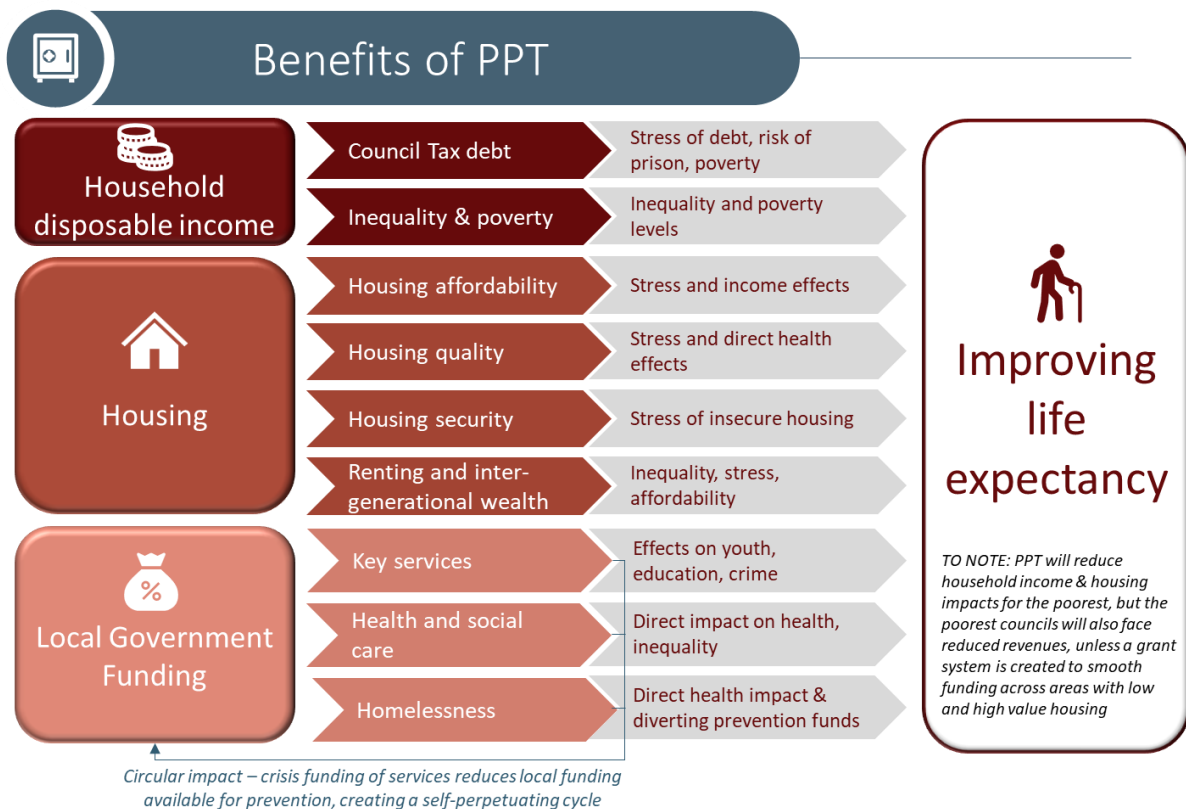 Benefits of PPT
Household
disposable income
Council Tax debt
Stress of debt, risk of
prison, poverty
Inequality & poverty
Inequality and poverty
levels
Housing
Housing affordability
Stress and income effects
Housing quality
Stress and direct health
effects
Housing security
Stress of insecure housing
Renting and inter-
generational wealth
Inequality, stress,
affordability
%
Local Government
Funding
Key services
Effects on youth,
education, crime
Health and social
care
Direct impact on health,
inequality
Homelessness
Direct health impact &
diverting prevention funds
Circular impact – crisis funding of services reduces local funding
available for prevention, creating a self-perpetuating cycle
Improving
life
expectancy
TO NOTE: PPT will reduce
household income & housing
impacts for the poorest, but the
poorest councils will also face
reduced revenues, unless a grant
system is created to smooth
funding across areas with low
and high value housing